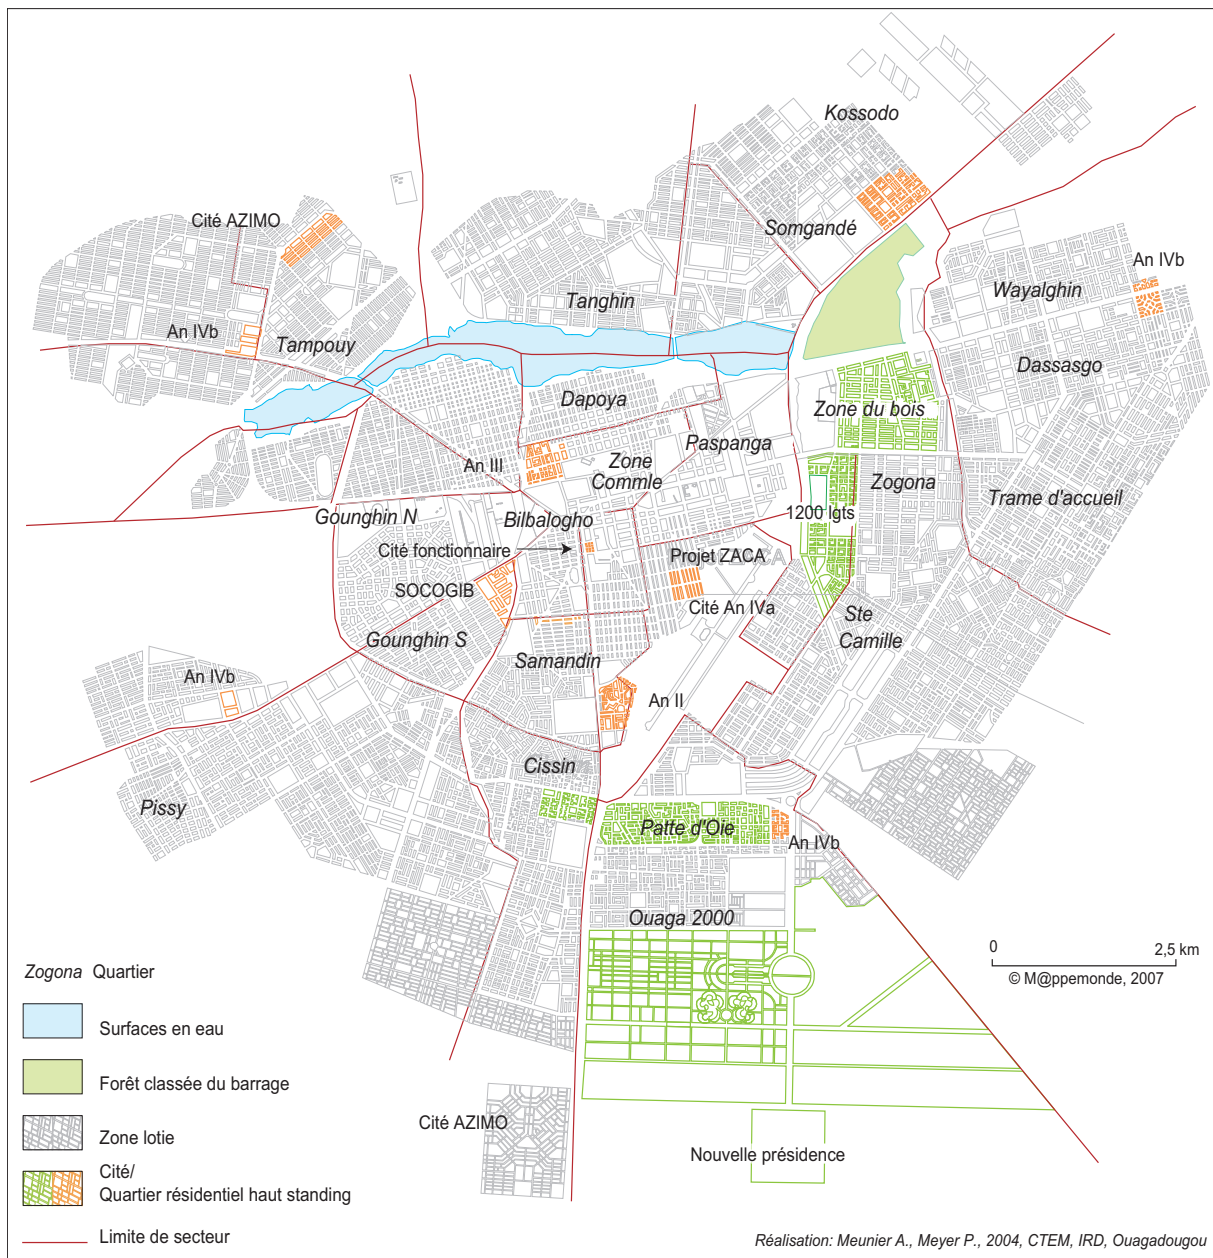 Kossodo
Cité AZIMO
Somgandé
An IVb
Wayalghin
Tanghin
An IVb
Tampouy
Dassasgo
Dapoya
Zone du bois
Paspanga
An III
Zone
Commle
Zogona
Trame d'accueil
Gounghin N
Bilbalogho
1200 lgts
Cité fonctionnaire
Projet ZACA
SOCOGIB
Cité An IVa
Ste
Camille
Gounghin S
Samandin
An IVb
An II
Cissin
Pissy
Patte d'Oie
An IVb
Ouaga 2000
0 2,5 km
© M@ppemonde, 2007
Zogona Quartier
Surfaces en eau
Forêt classée du barrage
Zone lotie
Cité/
Quartier résidentiel haut standing
Limite de secteur
Cité AZIMO
Nouvelle présidence
Réalisation: Meunier A., Meyer P., 2004, CTEM, IRD, Ouagadougou